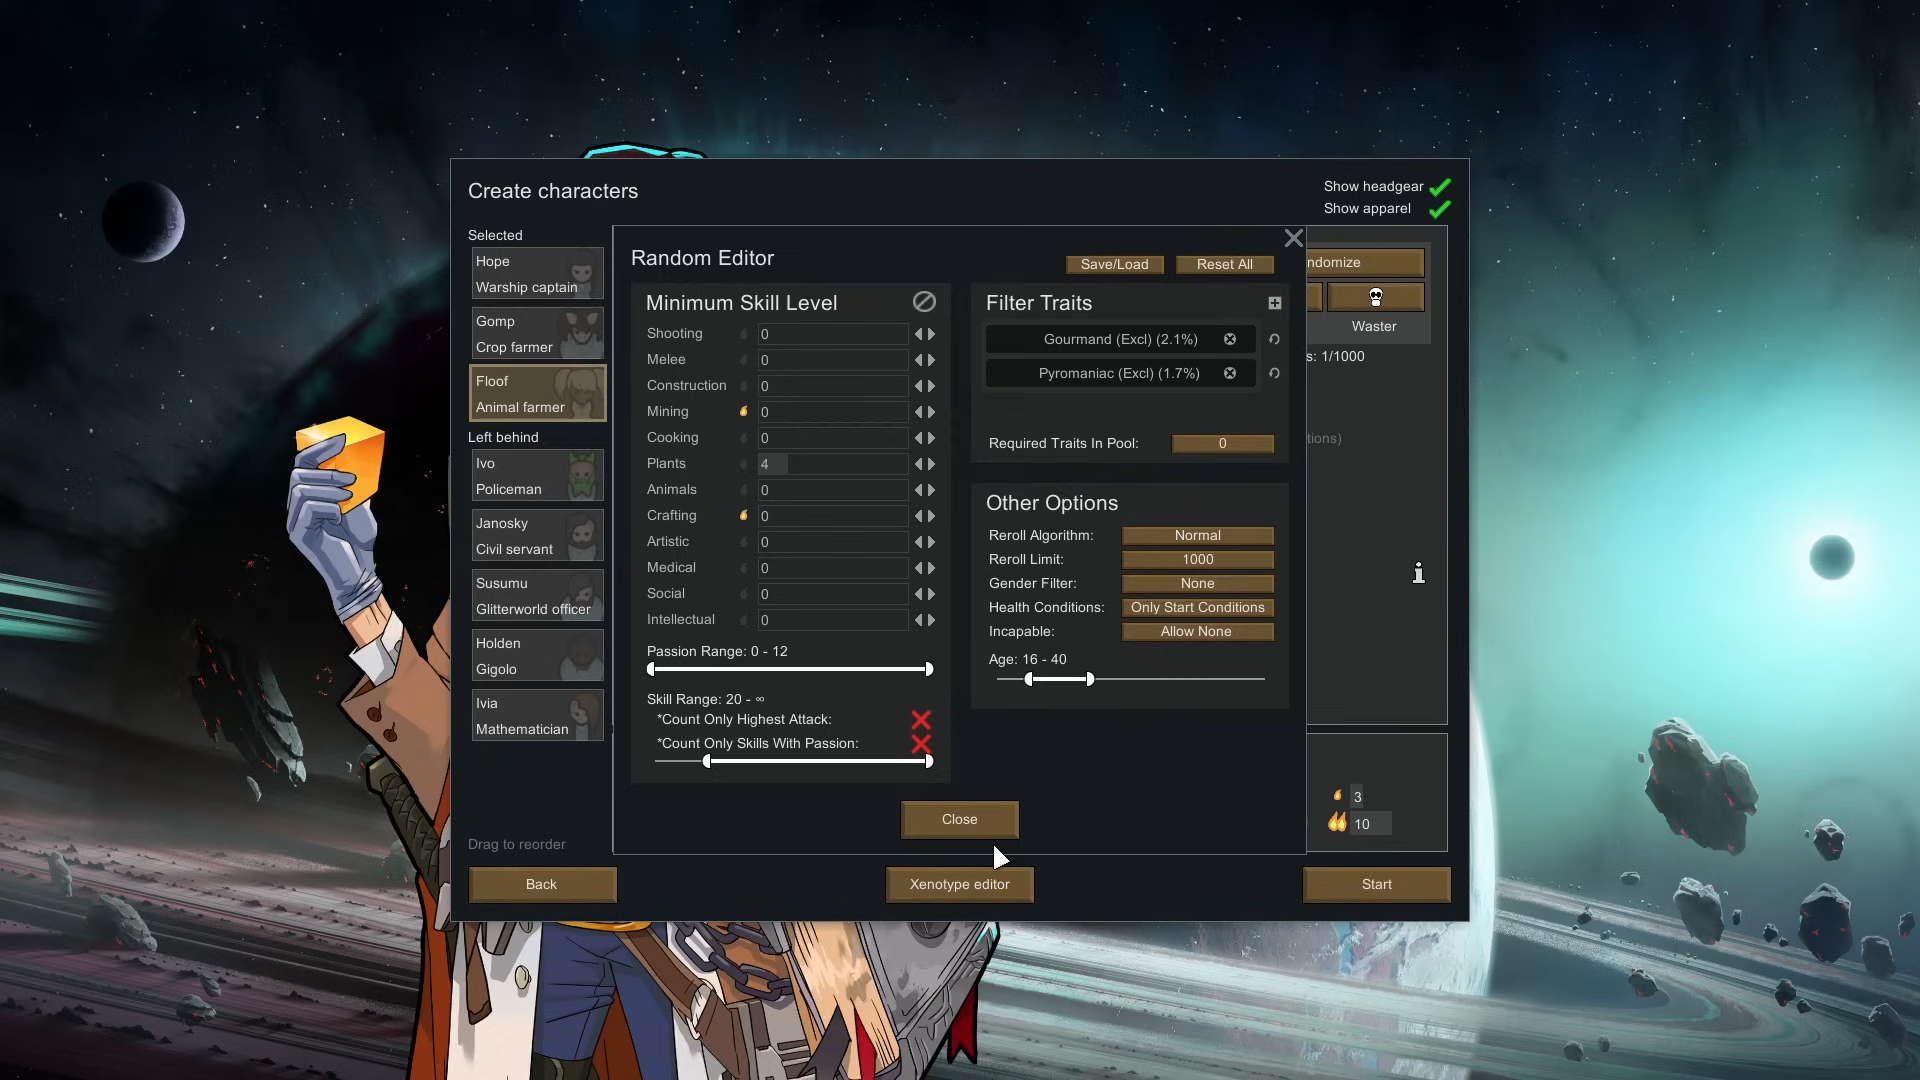 Create characters
Show headgear
Show apparel
Selected
Hope
Warship captain
Gomp
Crop farmer
Floof
Animal farmer
Left behind
Ivo
Policeman
Janosky
Civil servant
Susumu
Glitterworld officer
Holden
Gigolo
Ivia
Mathematician
Drag to reorder
Random Editor
Save/Load
Reset All
Minimum Skill Level
Shooting 0
Melee 0
Construction 0
Mining 0
Cooking 0
Plants 4
Animals 0
Crafting 0
Artistic 0
Medical 0
Social 0
Intellectual 0
Passion Range: 0 - 12
Skill Range: 20 - ∞
*Count Only Highest Attack:
*Count Only Skills With Passion:
Filter Traits
Gourmand (Excl) (2.1%)
Pyromaniac (Excl) (1.7%)
Required Traits In Pool: 0
Other Options
Reroll Algorithm: Normal
Reroll Limit: 1000
Gender Filter: None
Health Conditions: Only Start Conditions
Incapable: Allow None
Age: 16 - 40
Close
ndomize
Waster
s: 1/1000
tions)
3
10
Back
Xenotype editor
Start